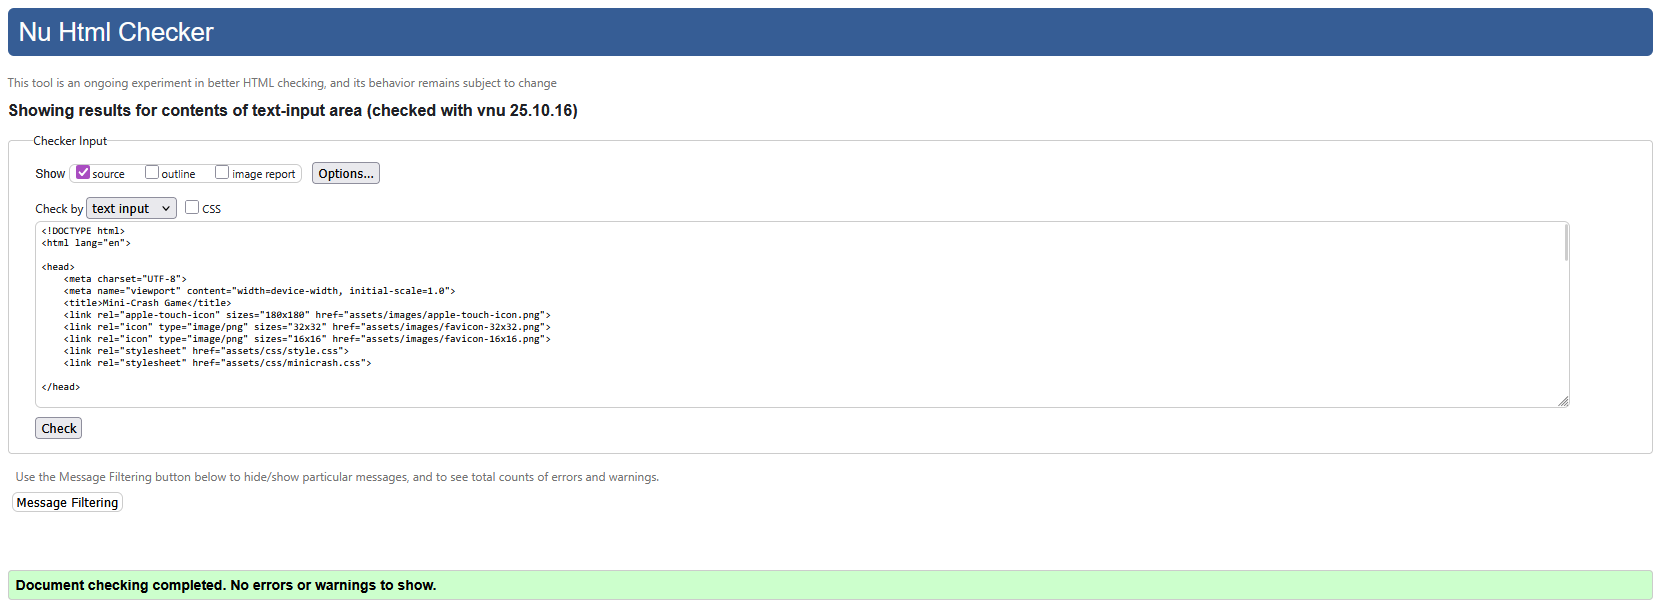 Nu Html Checker
This tool is an ongoing experiment in better HTML checking, and its behavior remains subject to change
Showing results for contents of text-input area (checked with vnu 25.10.16)
Checker Input
Show source outline image report Options...
Check by text input CSS
<!DOCTYPE html>
<html lang="en">
<head>
    <meta charset="UTF-8">
    <meta name="viewport" content="width=device-width, initial-scale=1.0">
    <title>Mini-Crash Game</title>
    <link rel="apple-touch-icon" sizes="180x180" href="assets/images/apple-touch-icon.png">
    <link rel="icon" type="image/png" sizes="32x32" href="assets/images/favicon-32x32.png">
    <link rel="icon" type="image/png" sizes="16x16" href="assets/images/favicon-16x16.png">
    <link rel="stylesheet" href="assets/css/style.css">
    <link rel="stylesheet" href="assets/css/minicrash.css">
</head>
Check
Use the Message Filtering button below to hide/show particular messages, and to see total counts of errors and warnings.
Message Filtering
Document checking completed. No errors or warnings to show.